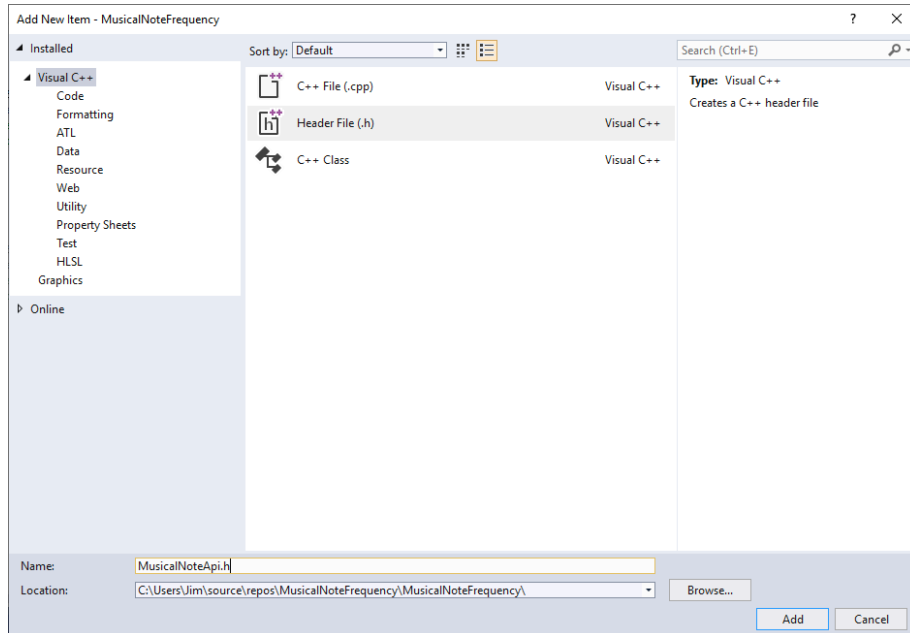 Add New Item - MusicalNoteFrequency
? ×
Installed
Sort by: Default
Search (Ctrl+E)
Visual C++
Code
Formatting
ATL
Data
Resource
Web
Utility
Property Sheets
Test
HLSL
Graphics
Online
C++ File (.cpp) Visual C++
Header File (.h) Visual C++
C++ Class Visual C++
Type: Visual C++
Creates a C++ header file
Name: MusicalNoteApi.h
Location: C:\Users\Jim\source\repos\MusicalNoteFrequency\MusicalNoteFrequency\
Browse...
Add Cancel